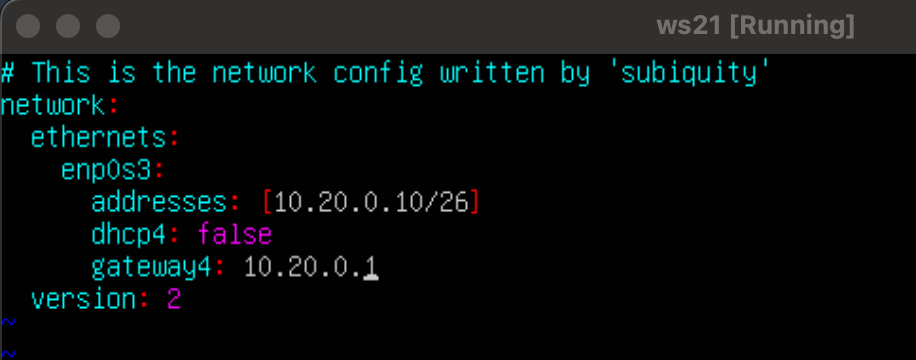 ws21 [Running]
# This is the network config written by 'subiquity'
network:
  ethernets:
    enp0s3:
      addresses: [10.20.0.10/26]
      dhcp4: false
      gateway4: 10.20.0.1
  version: 2
~
~